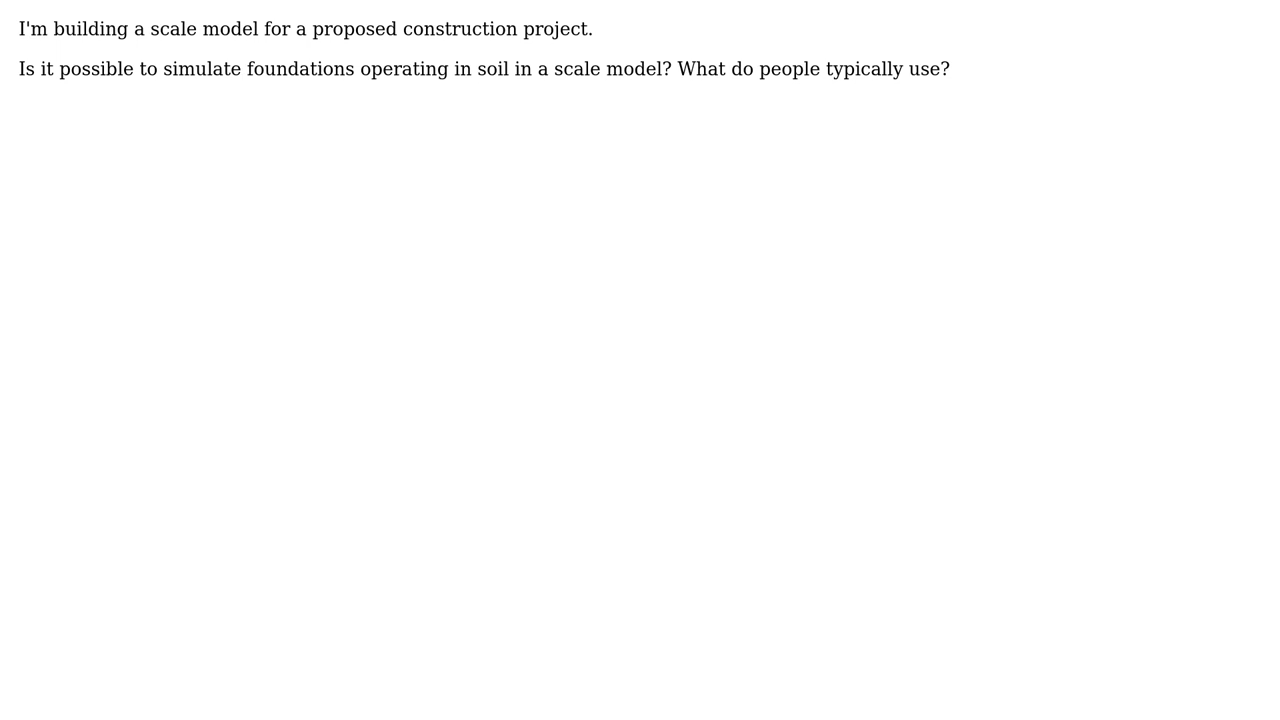 I'm building a scale model for a proposed construction project.
Is it possible to simulate foundations operating in soil in a scale model? What do people typically use?